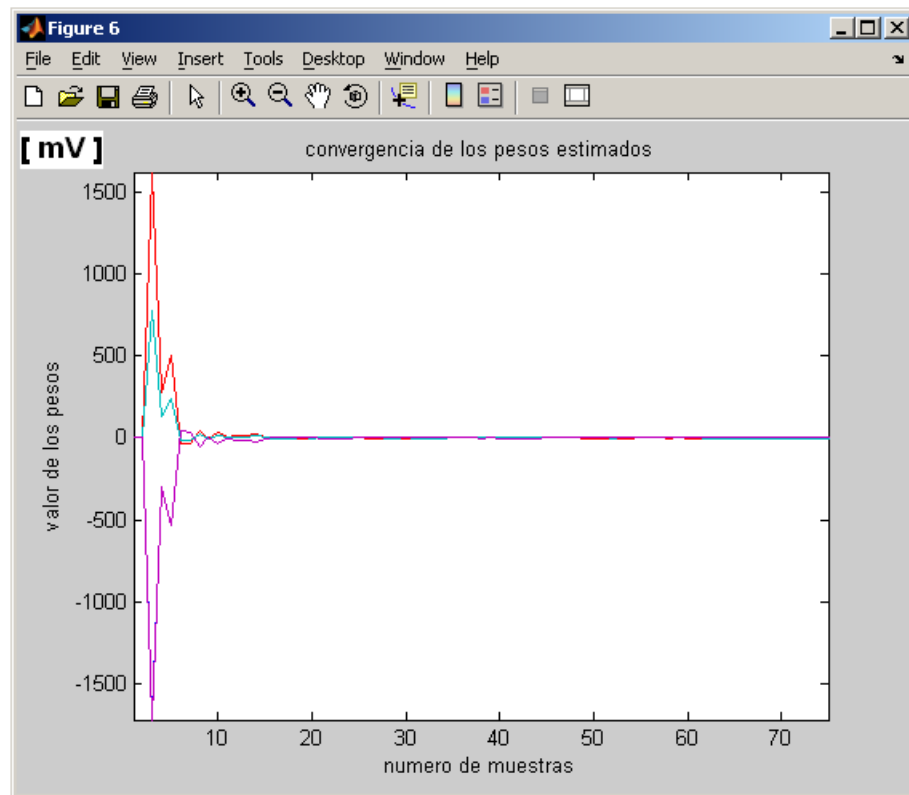 Figure 6
File Edit View Insert Tools Desktop Window Help
[ mV ]
convergencia de los pesos estimados
1500
1000
500
0
-500
-1000
-1500
valor de los pesos
10 20 30 40 50 60 70
numero de muestras